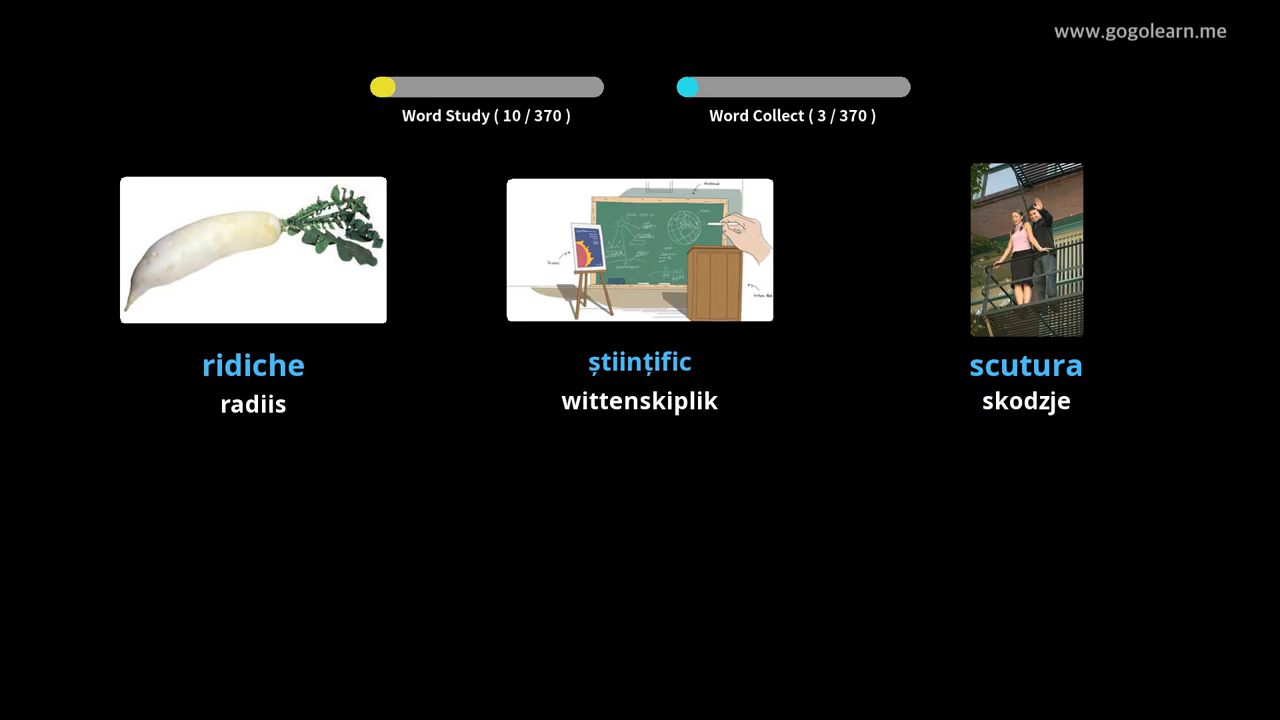 www.gogolearn.me
Word Study ( 10 / 370 )
Word Collect ( 3 / 370 )
ridiche
științific
scutura
radiis
wittenskiplik
skodzje